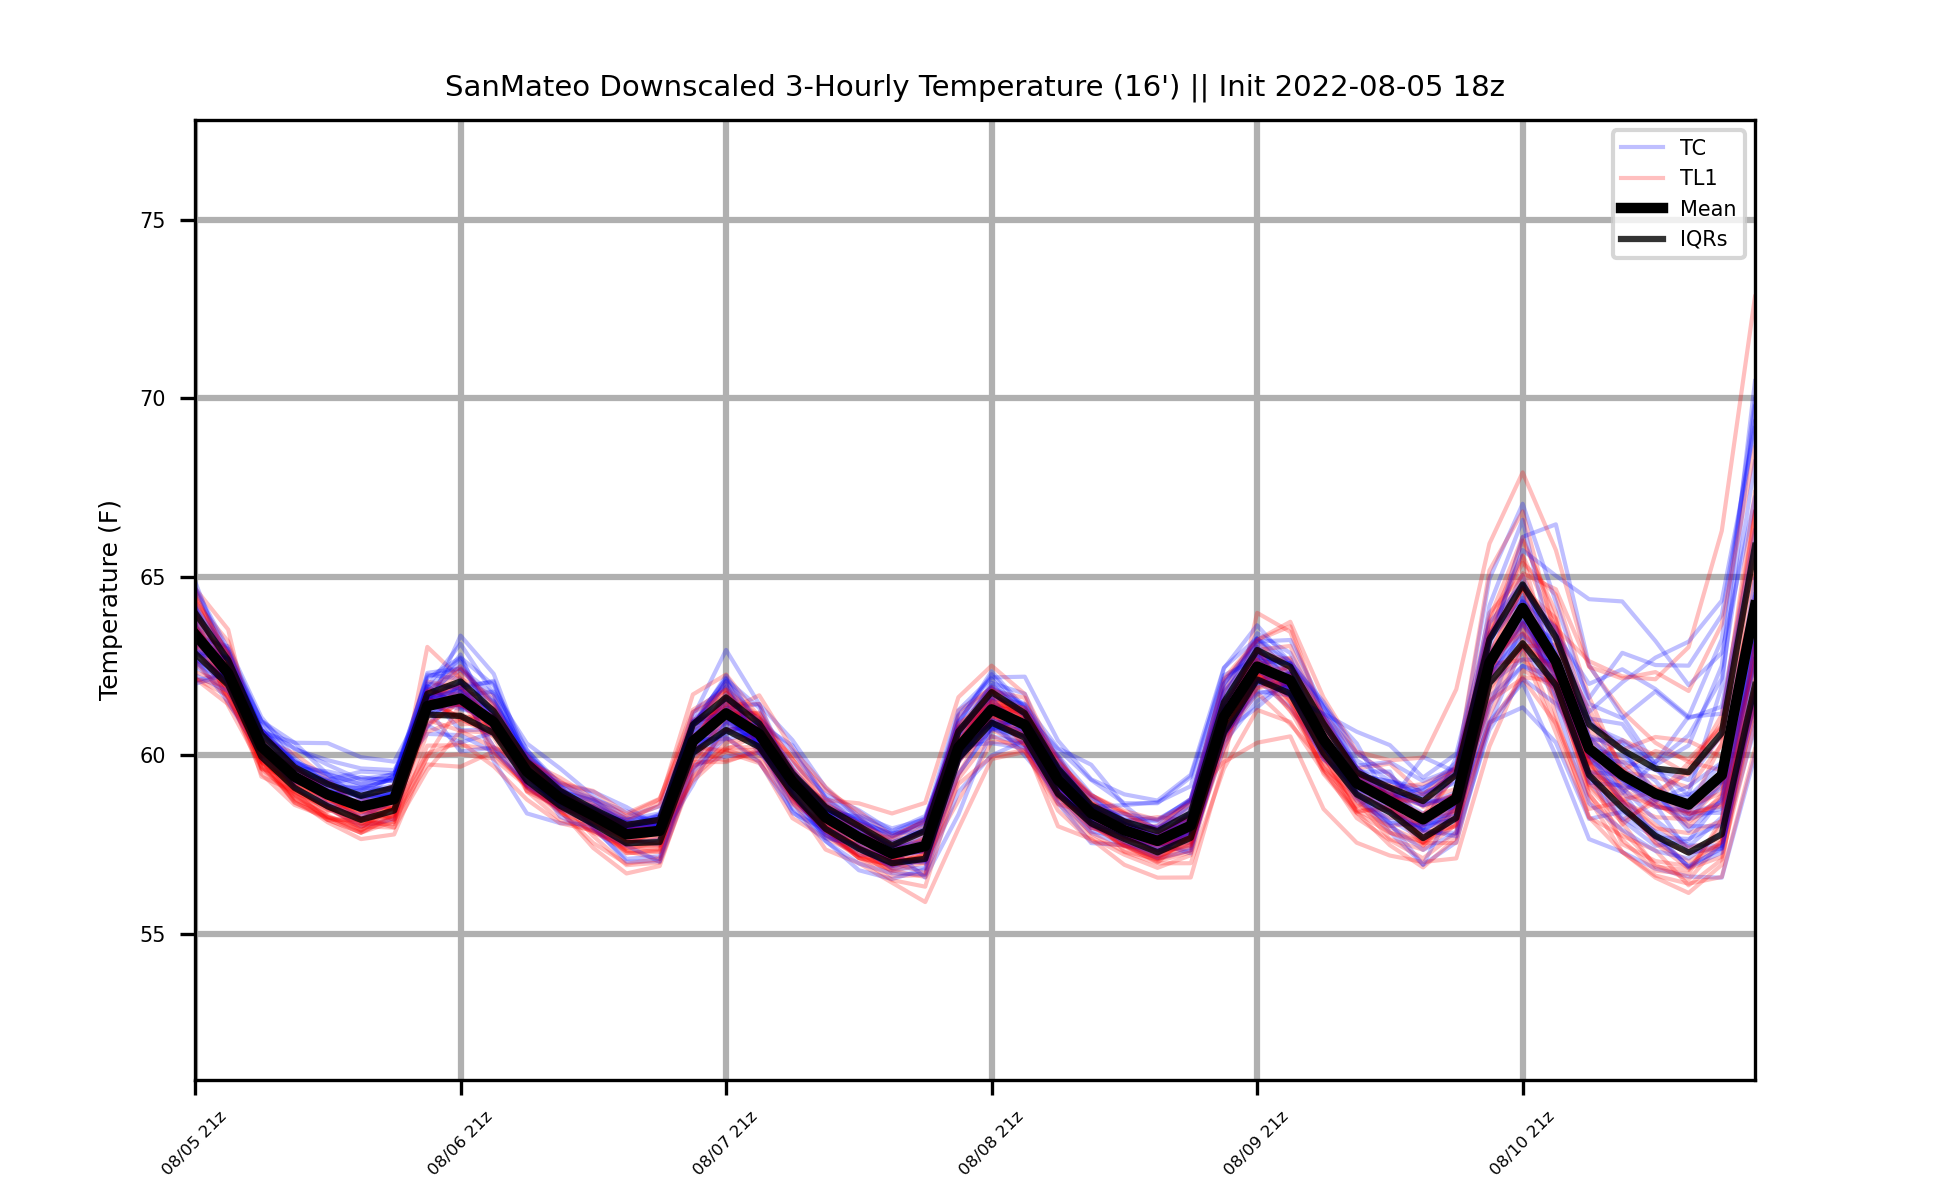 SanMateo Downscaled 3-Hourly Temperature (16') || Init 2022-08-05 18z
TC
TL1
Mean
IQRs
Temperature (F)
75
70
65
60
55
08/05 21z
08/06 21z
08/07 21z
08/08 21z
08/09 21z
08/10 21z